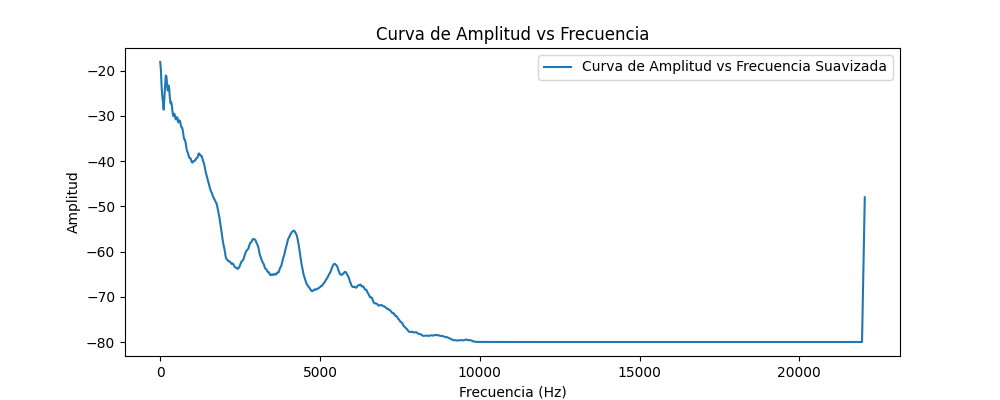 Curva de Amplitud vs Frecuencia
Curva de Amplitud vs Frecuencia Suavizada
Amplitud
−20
−30
−40
−50
−60
−70
−80
0 5000 10000 15000 20000
Frecuencia (Hz)